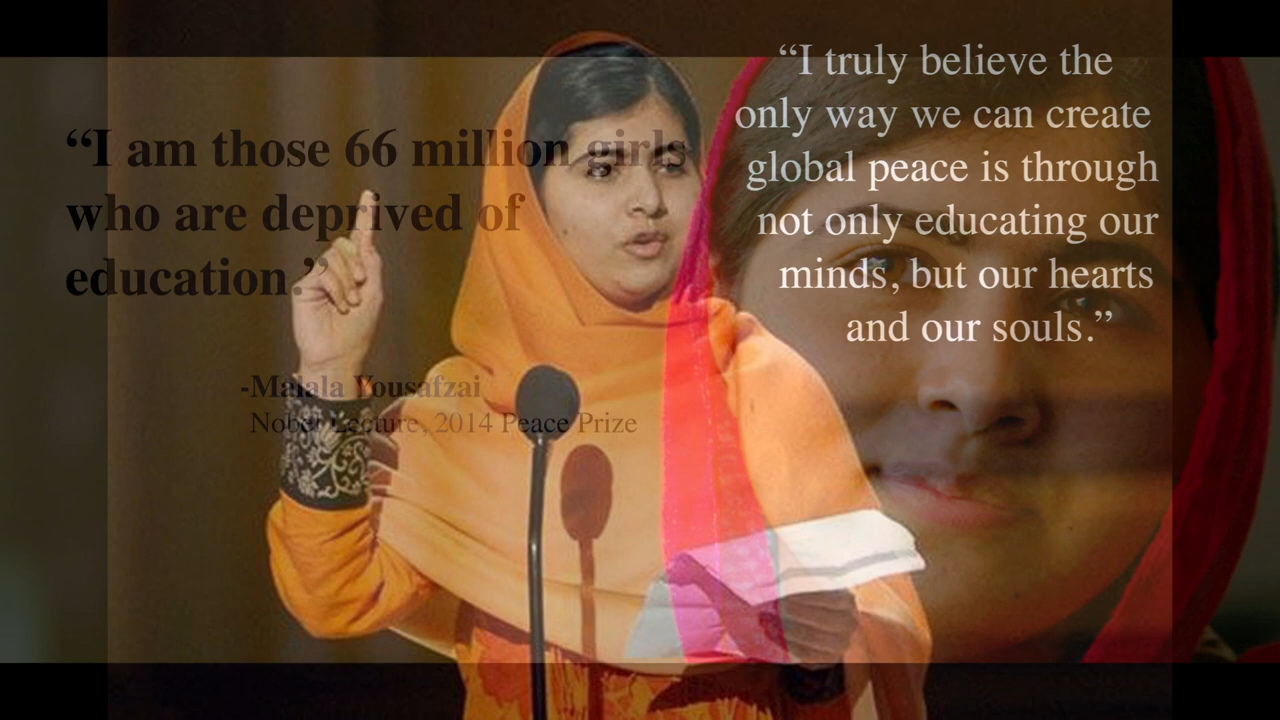 “I am those 66 million girls
who are deprived of
education.”
-Malala Yousafzai
Nobel Lecture, 2014 Peace Prize
“I truly believe the
only way we can create
global peace is through
not only educating our
minds, but our hearts
and our souls.”